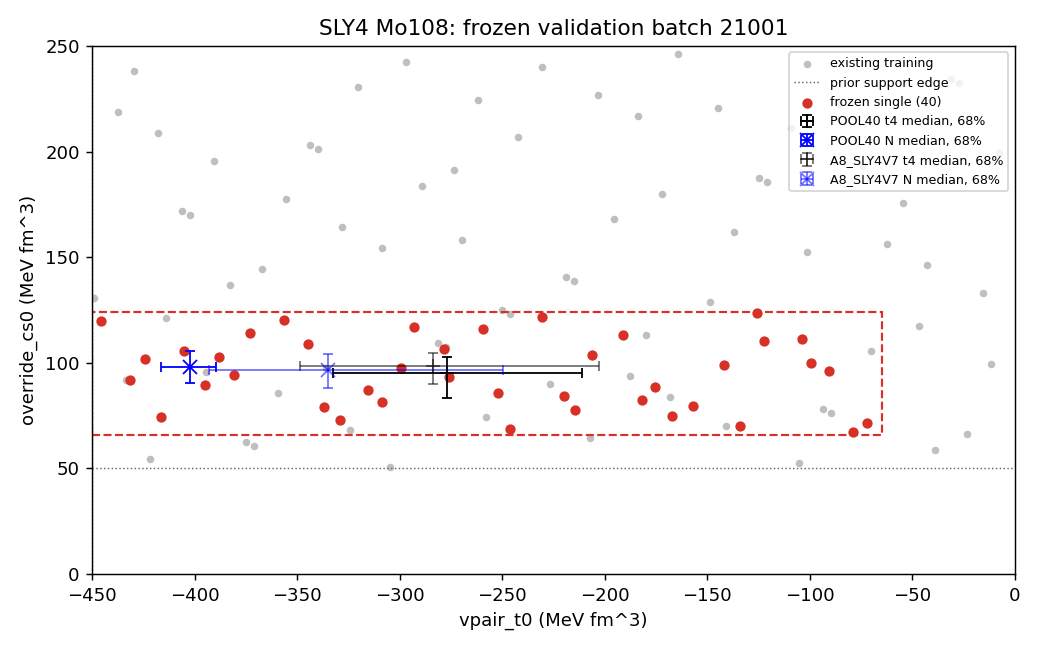 SLY4 Mo108: frozen validation batch 21001
250
200
150
100
50
0
override_cs0 (MeV fm^3)
existing training
prior support edge
frozen single (40)
POOL40 t4 median, 68%
POOL40 N median, 68%
A8_SLY4V7 t4 median, 68%
A8_SLY4V7 N median, 68%
−450
−400
−350
−300
−250
−200
−150
−100
−50
0
vpair_t0 (MeV fm^3)